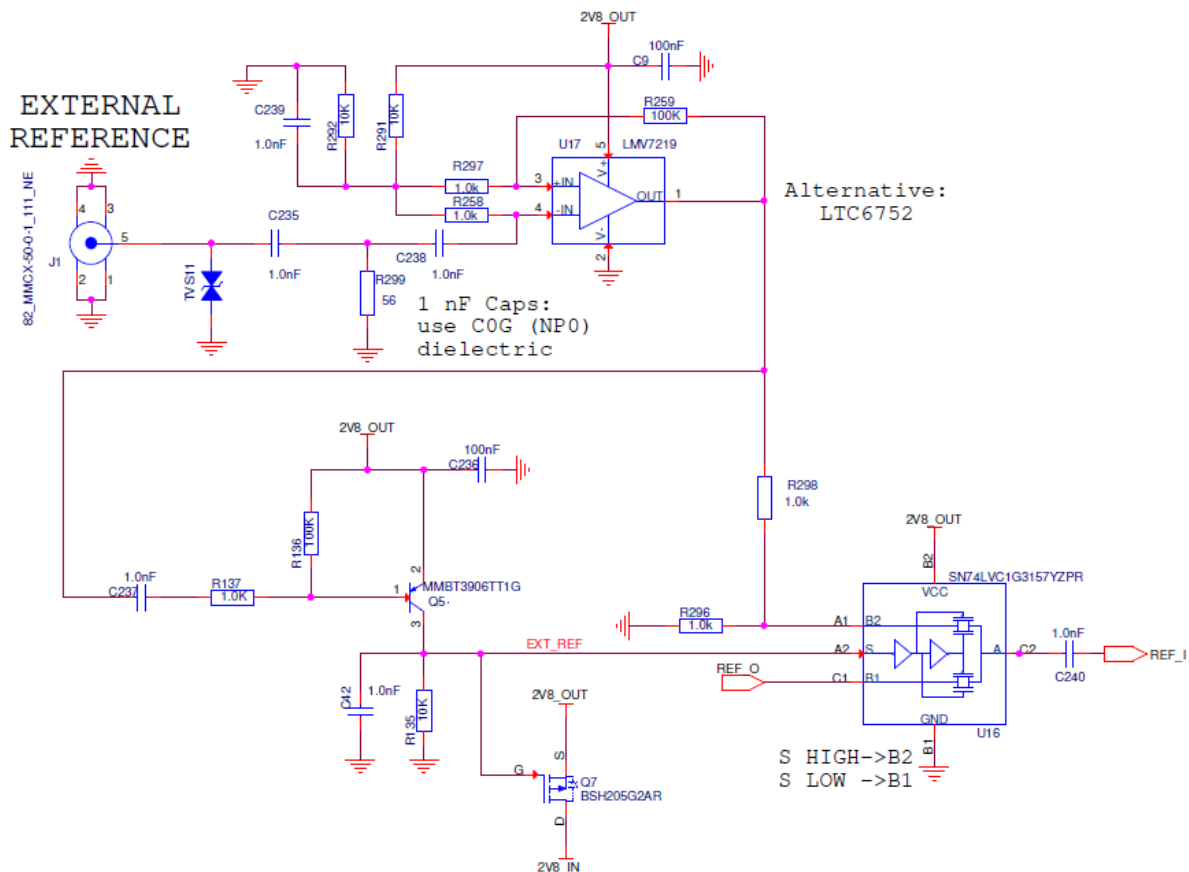 2V8_OUT
100nF
C9
EXTERNAL
REFERENCE
C239
1.0nF
R292
10K
R291
10K
R259
100K
U17
LMV7219
5
V+
R297
1.0k
3
+IN
R258
1.0k
4
-IN
OUT
1
V-
2
Alternative:
LTC6752
82_MMCX-50-0-1_111_NE
4
3
5
J1
2
1
C235
1.0nF
C238
1.0nF
TVS11
R299
56
1 nF Caps:
use C0G (NP0)
dielectric
2V8_OUT
100nF
C236
R298
1.0k
R136
100K
2V8_OUT
B2
SN74LVC1G3157YZPR
VCC
1.0nF
C237
R137
1.0K
1
2
MMBT3906TT1G
Q5
3
R296
1.0k
A1
B2
EXT_REF
A2
S
A
C2
1.0nF
C240
REF_I
REF_O
C1
B1
GND
B1
U16
C42
1.0nF
R135
10K
2V8_OUT
S
G
Q7
BSH205G2AR
D
2V8_IN
S HIGH->B2
S LOW ->B1